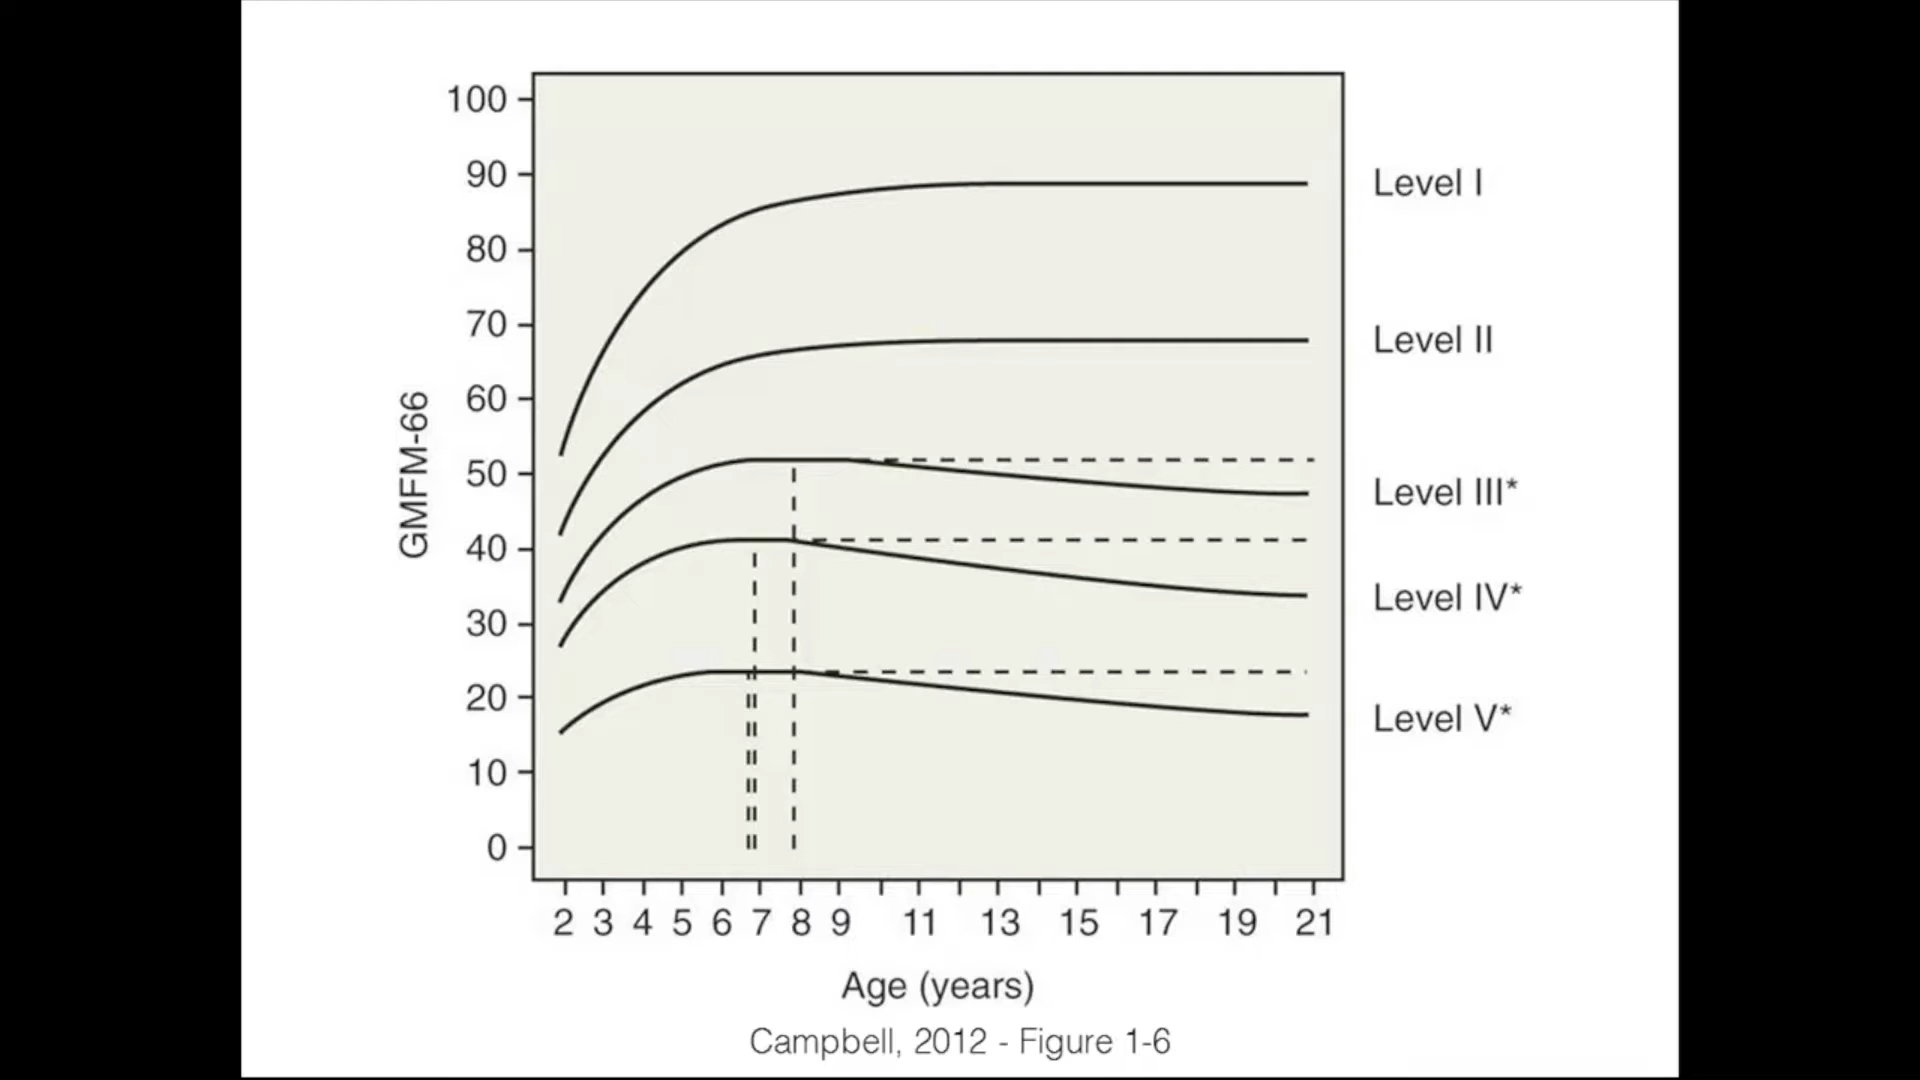 100
90
80
70
60
50
40
30
20
10
0
GMFM-66
Level I
Level II
Level III*
Level IV*
Level V*
2 3 4 5 6 7 8 9 11 13 15 17 19 21
Age (years)
Campbell, 2012 - Figure 1-6